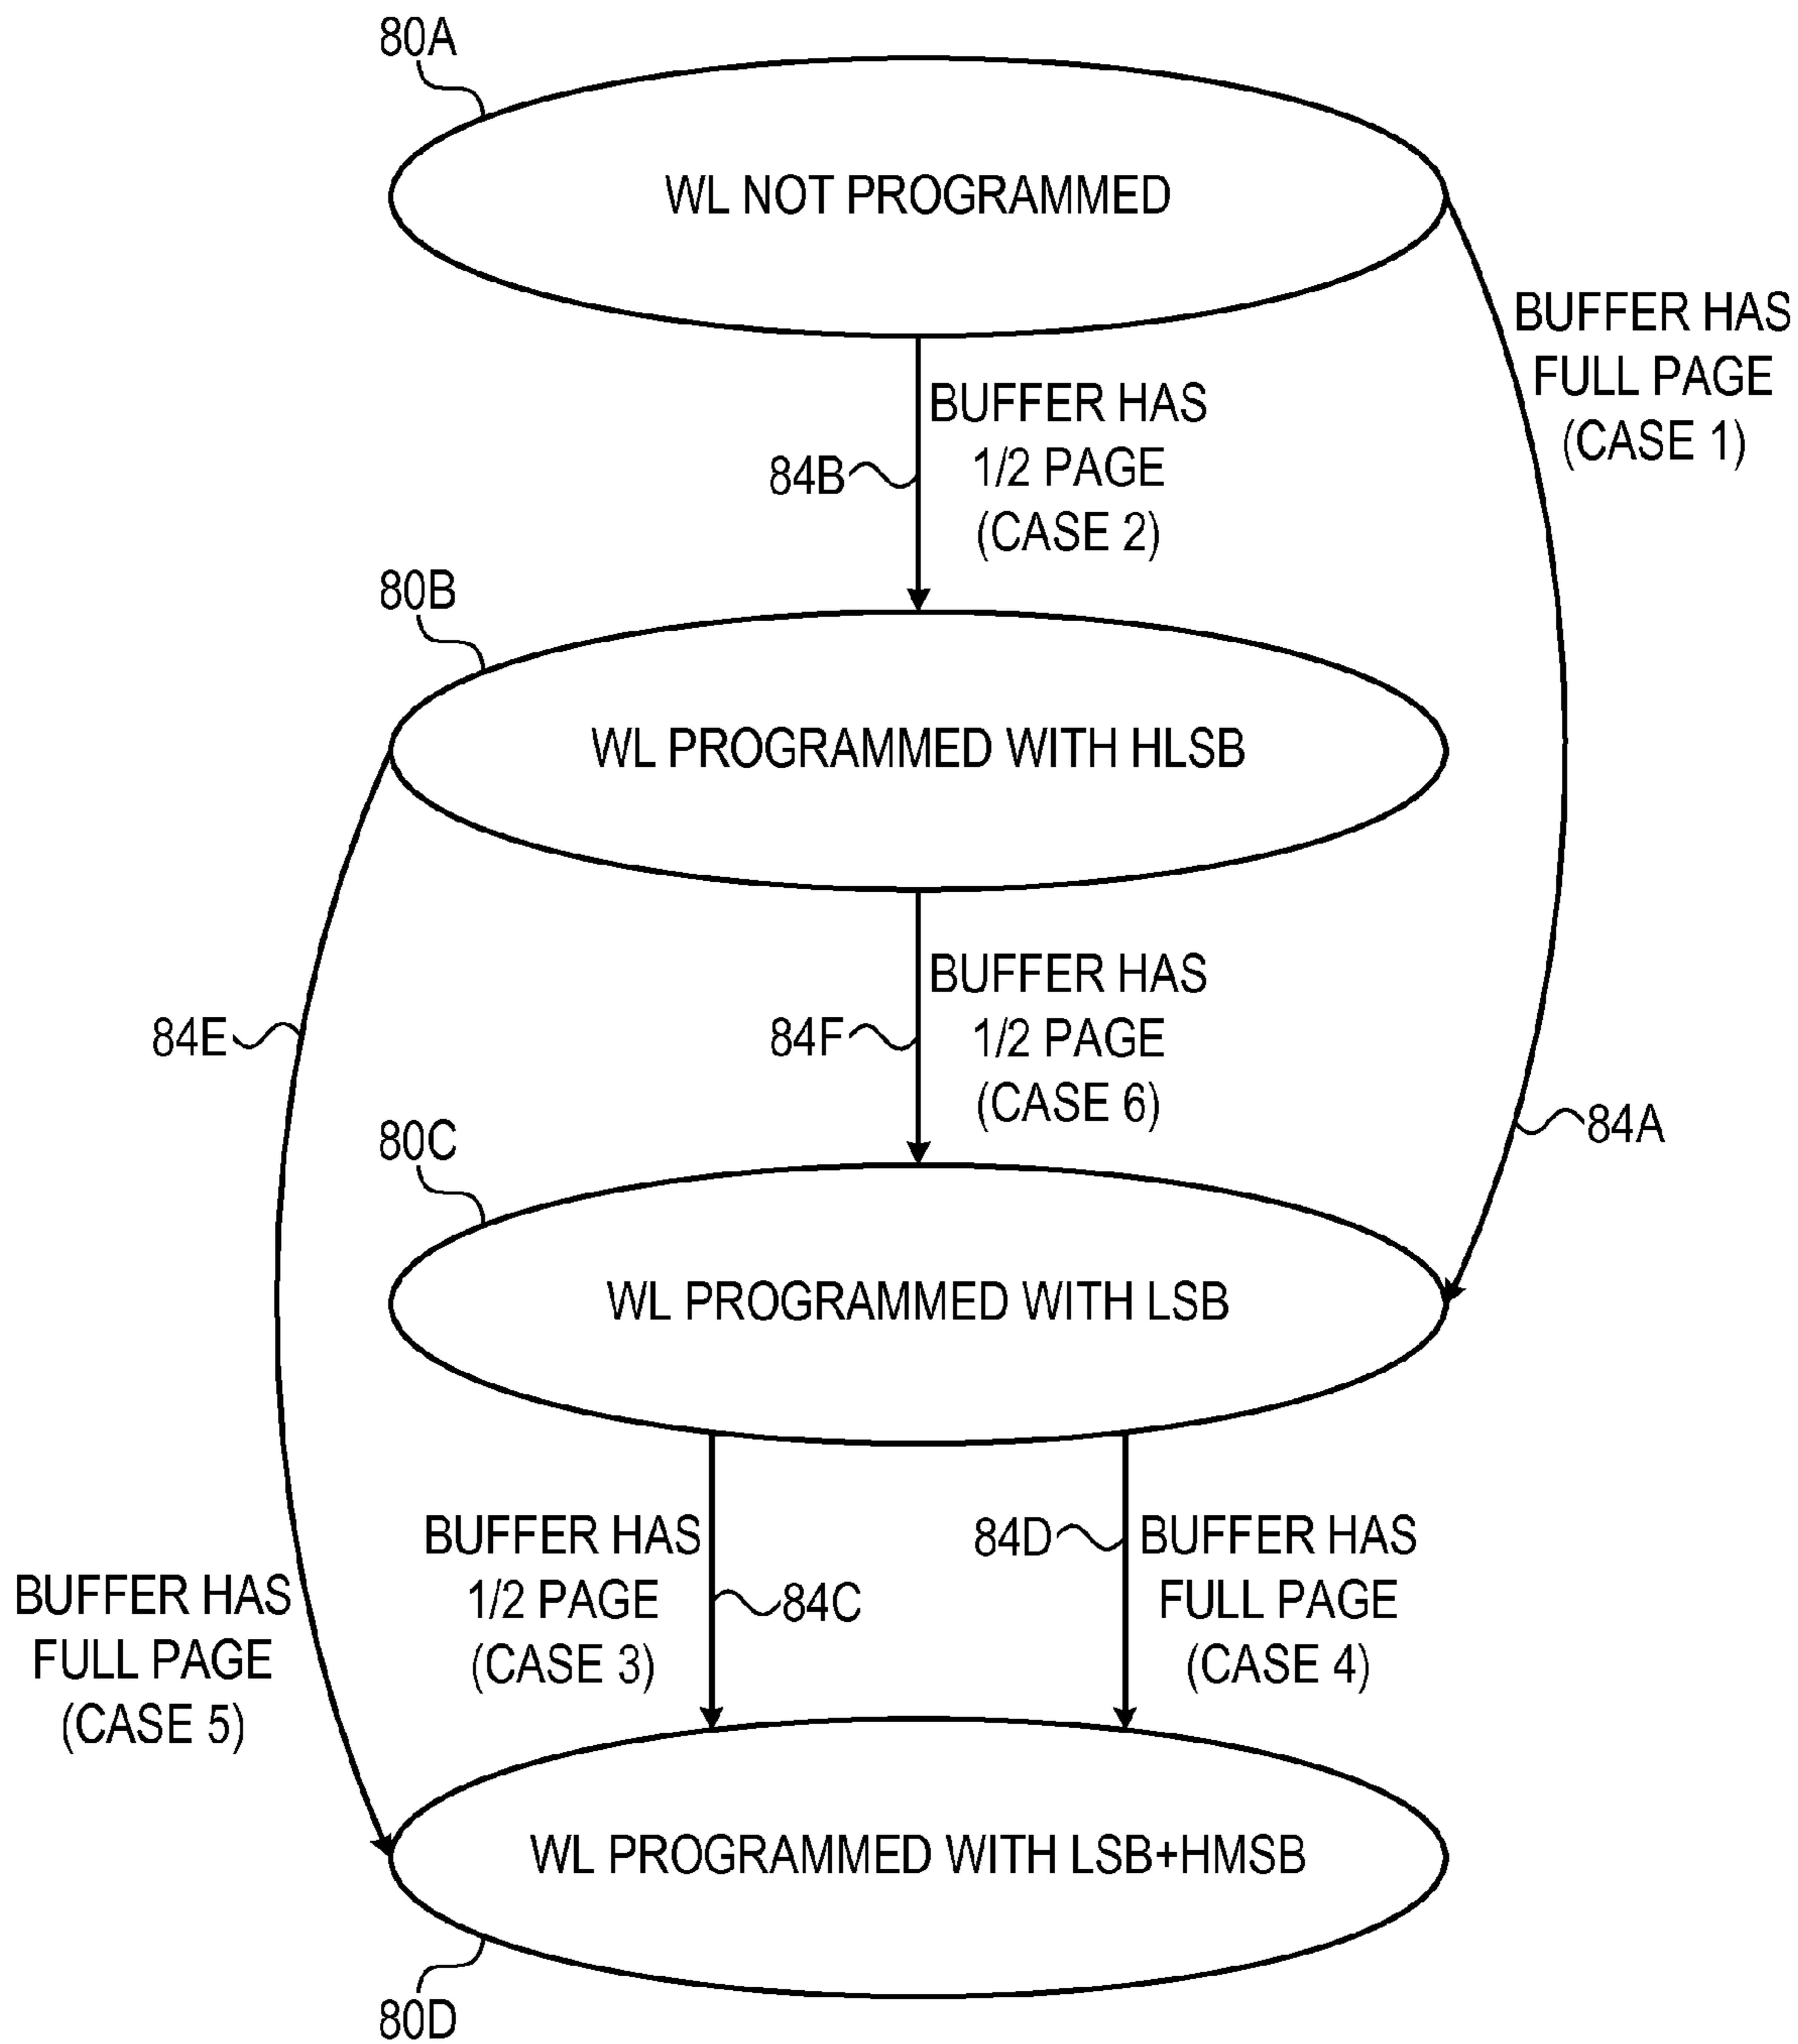 80A
WL NOT PROGRAMMED
BUFFER HAS
FULL PAGE
(CASE 1)
BUFFER HAS
1/2 PAGE
(CASE 2)
84B
80B
WL PROGRAMMED WITH HLSB
BUFFER HAS
1/2 PAGE
(CASE 6)
84E
84F
84A
80C
WL PROGRAMMED WITH LSB
BUFFER HAS
1/2 PAGE
(CASE 3)
84C
84D
BUFFER HAS
FULL PAGE
(CASE 4)
BUFFER HAS
FULL PAGE
(CASE 5)
WL PROGRAMMED WITH LSB+HMSB
80D